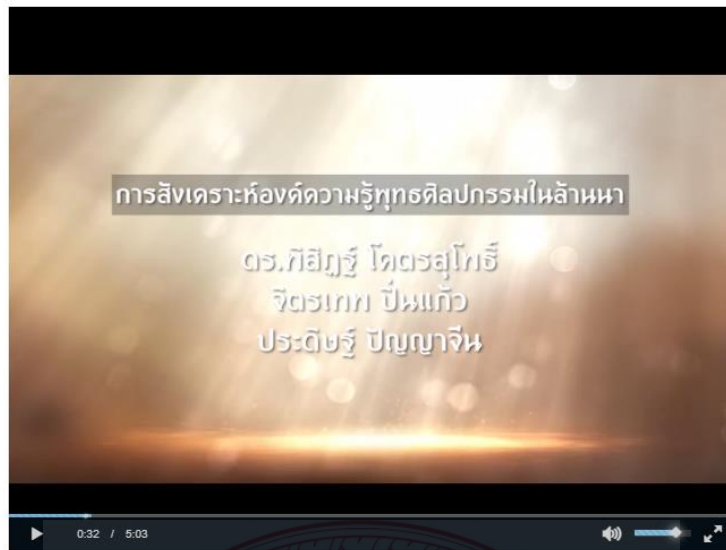 การสังเคราะห์องค์ความรู้พุทธศิลปกรรมในล้านนา
ดร.พิสิฏฐ์ โคตรสุโพธิ์
จิตรเทพ ปิ่นแก้ว
ประดิษฐ์ ปัญญาจีน
0:32 / 5:03